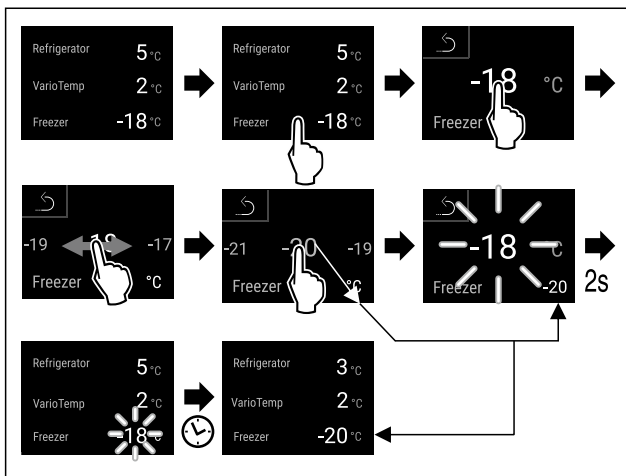 Refrigerator 5 °C
VarioTemp 2 °C
Freezer -18 °C
Refrigerator 5 °C
VarioTemp 2 °C
Freezer -18 °C
-18 °C
Freezer
-19 -17
Freezer °C
-21 -20 -19
Freezer °C
-18 °C
Freezer -20
2s
Refrigerator 5 °C
VarioTemp 2 °C
Freezer -18 °C
Refrigerator 3 °C
VarioTemp 2 °C
Freezer -20 °C